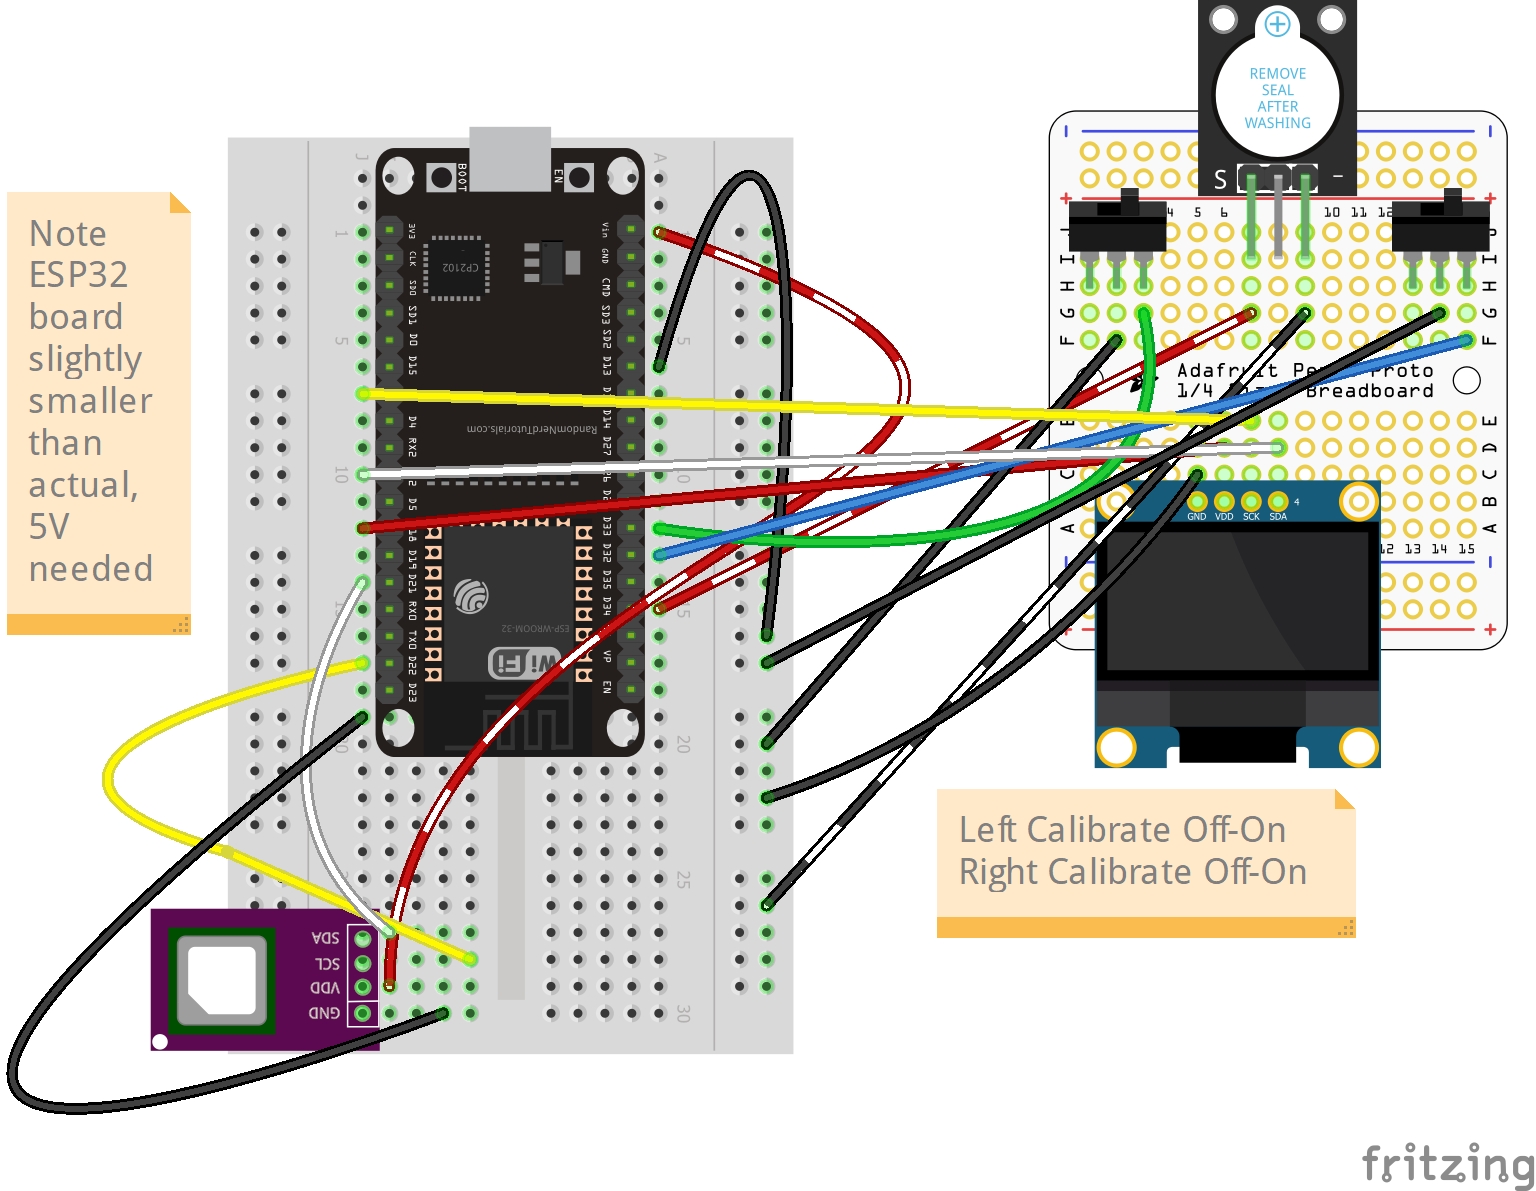 REMOVE
SEAL
AFTER
WASHING
S
−
Note
ESP32
board
slightly
smaller
than
actual,
5V
needed
J
A
BOOT
EN
1
5
10
20
25
30
3V3
CLK
SD0
SD1
D0
D15
D4
RX2
D5
D19
D21
RX0
TX0
D22
D23
Vin
GND
CMD
SD3
SD2
D13
D14
D27
D33
D32
D35
D34
VP
EN
CP2102
RandomNerdTutorials.com
ESP-WROOM-32
WiFi
4 5 6 10 11 12
I
H
G
F
I
H
G
F
Adafruit Perma-Proto
1/4 Breadboard
E
D
C
B
A
C
A
12 13 14 15
GND VDD SCK SDA 4
Left Calibrate Off-On
Right Calibrate Off-On
SDA
SCL
VDD
GND
fritzing